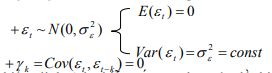 E(ε_t) = 0
+ ε_t ~ N(0, σ_ε^2)
Var(ε_t) = σ_ε^2 = const
+ γ_k = Cov(ε_t, ε_{t-k}) = 0,